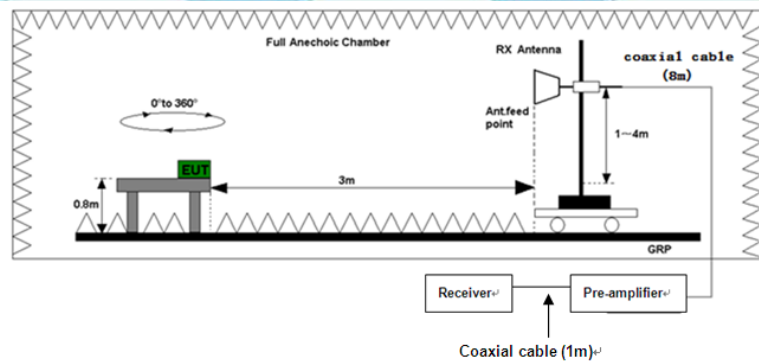 Full Anechoic Chamber
RX Antenna
coaxial cable
(8m)
0°to 360°
Ant.feed
point
1~4m
EUT
3m
0.8m
GRP
Receiver↵
Pre-amplifier↵
Coaxial cable (1m)↵